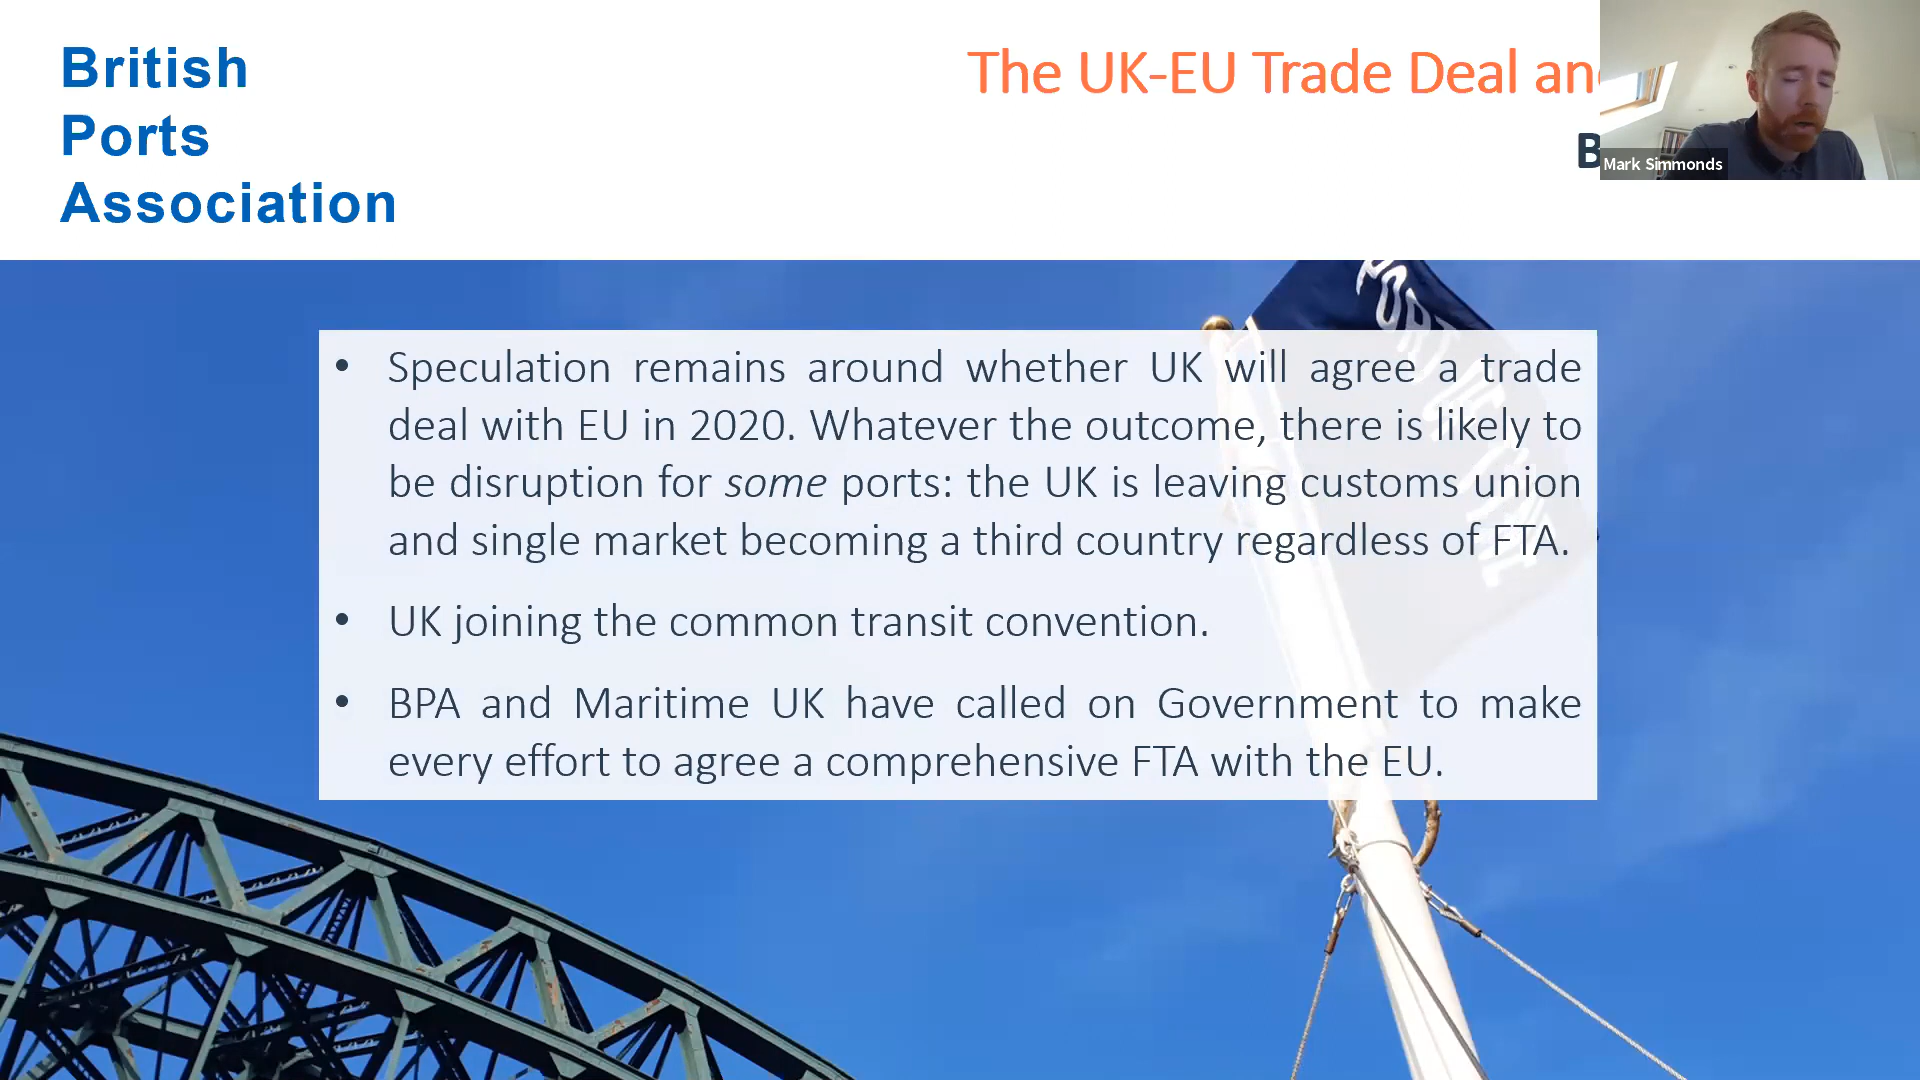 British
Ports
Association
The UK-EU Trade Deal
Mark Simmonds
• Speculation remains around whether UK will agree a trade
deal with EU in 2020. Whatever the outcome, there is likely to
be disruption for some ports: the UK is leaving customs union
and single market becoming a third country regardless of FTA.
• UK joining the common transit convention.
• BPA and Maritime UK have called on Government to make
every effort to agree a comprehensive FTA with the EU.